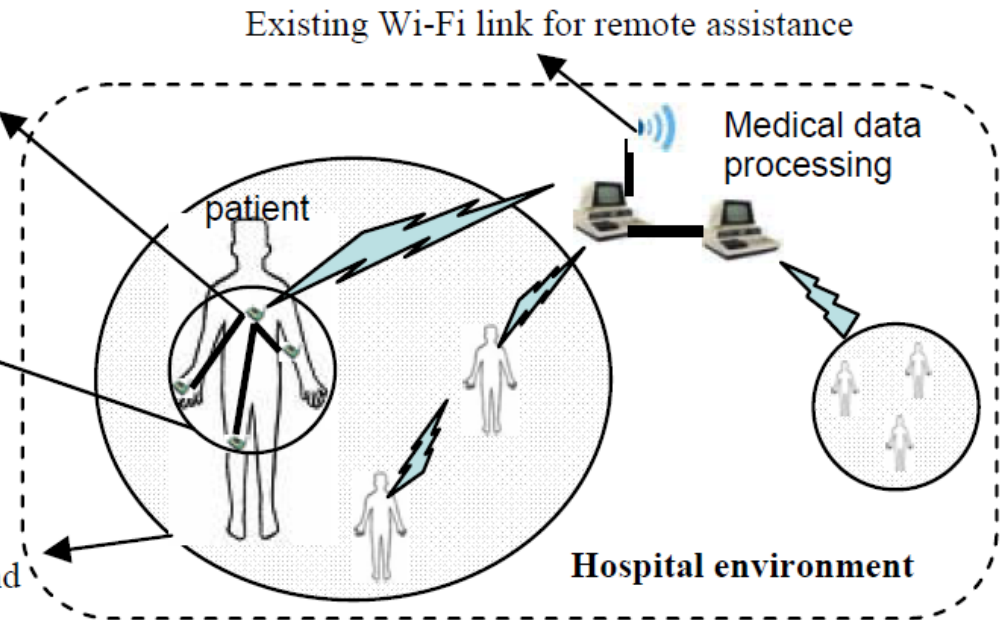 Existing Wi-Fi link for remote assistance
Medical data
processing
patient
Hospital environment